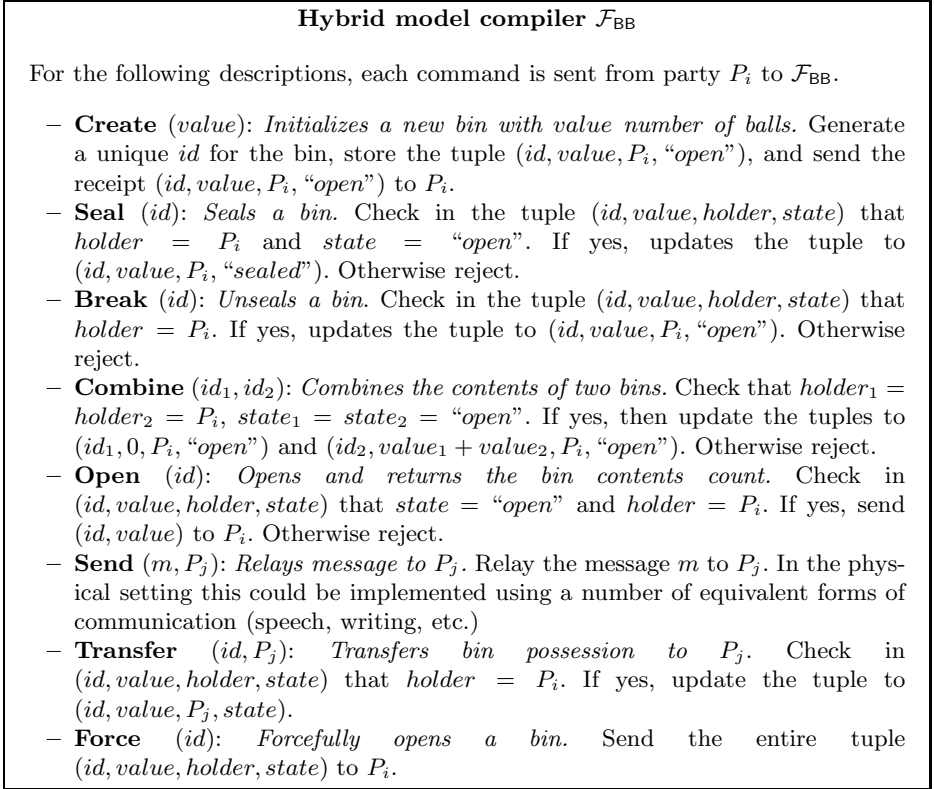 Hybrid model compiler F_BB
For the following descriptions, each command is sent from party P_i to F_BB.
– Create (value): Initializes a new bin with value number of balls. Generate
a unique id for the bin, store the tuple (id, value, P_i, “open”), and send the
receipt (id, value, P_i, “open”) to P_i.
– Seal (id): Seals a bin. Check in the tuple (id, value, holder, state) that
holder = P_i and state = “open”. If yes, updates the tuple to
(id, value, P_i, “sealed”). Otherwise reject.
– Break (id): Unseals a bin. Check in the tuple (id, value, holder, state) that
holder = P_i. If yes, updates the tuple to (id, value, P_i, “open”). Otherwise
reject.
– Combine (id_1, id_2): Combines the contents of two bins. Check that holder_1 =
holder_2 = P_i, state_1 = state_2 = “open”. If yes, then update the tuples to
(id_1, 0, P_i, “open”) and (id_2, value_1 + value_2, P_i, “open”). Otherwise reject.
– Open (id): Opens and returns the bin contents count. Check in
(id, value, holder, state) that state = “open” and holder = P_i. If yes, send
(id, value) to P_i. Otherwise reject.
– Send (m, P_j): Relays message to P_j. Relay the message m to P_j. In the phys-
ical setting this could be implemented using a number of equivalent forms of
communication (speech, writing, etc.)
– Transfer (id, P_j): Transfers bin possession to P_j. Check in
(id, value, holder, state) that holder = P_i. If yes, update the tuple to
(id, value, P_j, state).
– Force (id): Forcefully opens a bin. Send the entire tuple
(id, value, holder, state) to P_i.